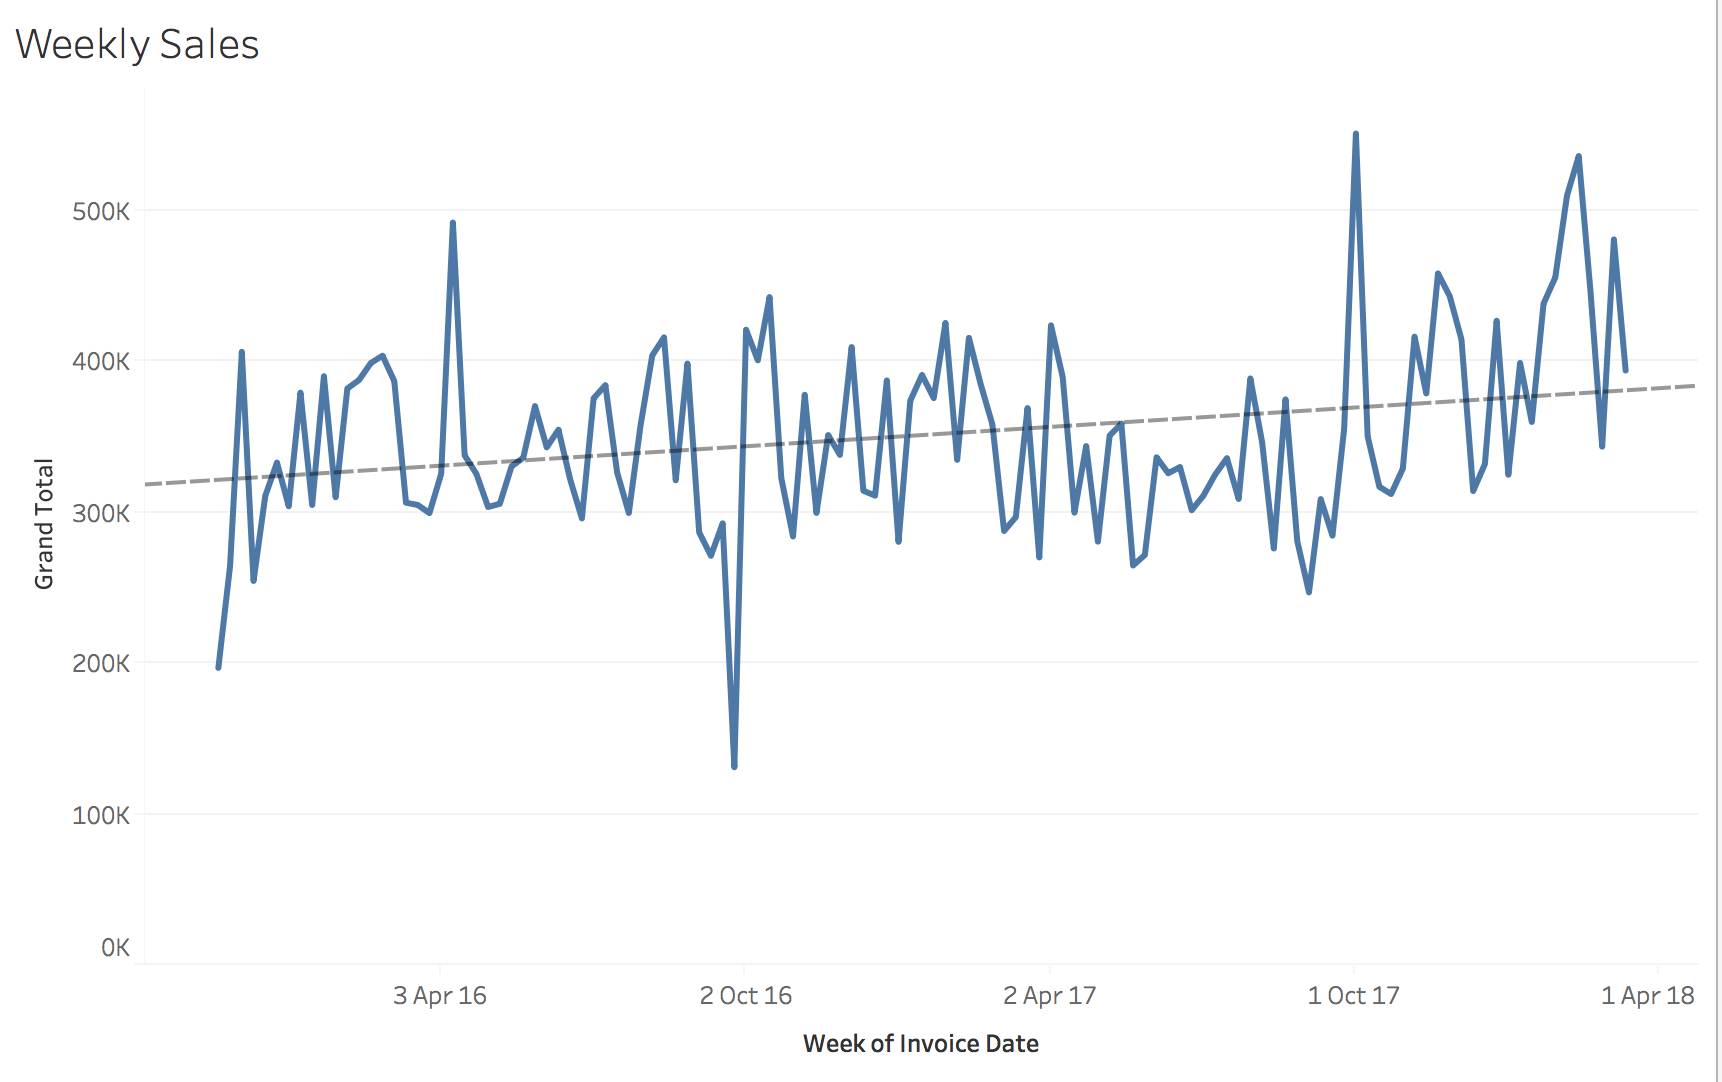 Weekly Sales
Grand Total
500K
400K
300K
200K
100K
0K
3 Apr 16
2 Oct 16
2 Apr 17
1 Oct 17
1 Apr 18
Week of Invoice Date